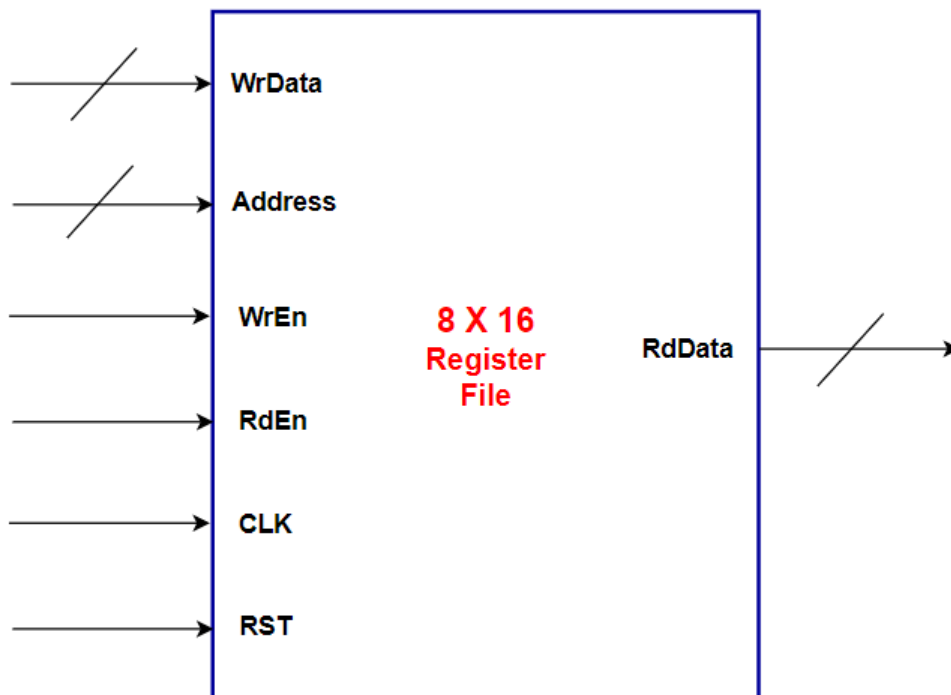 WrData
Address
WrEn
RdEn
CLK
RST
8 X 16
Register
File
RdData